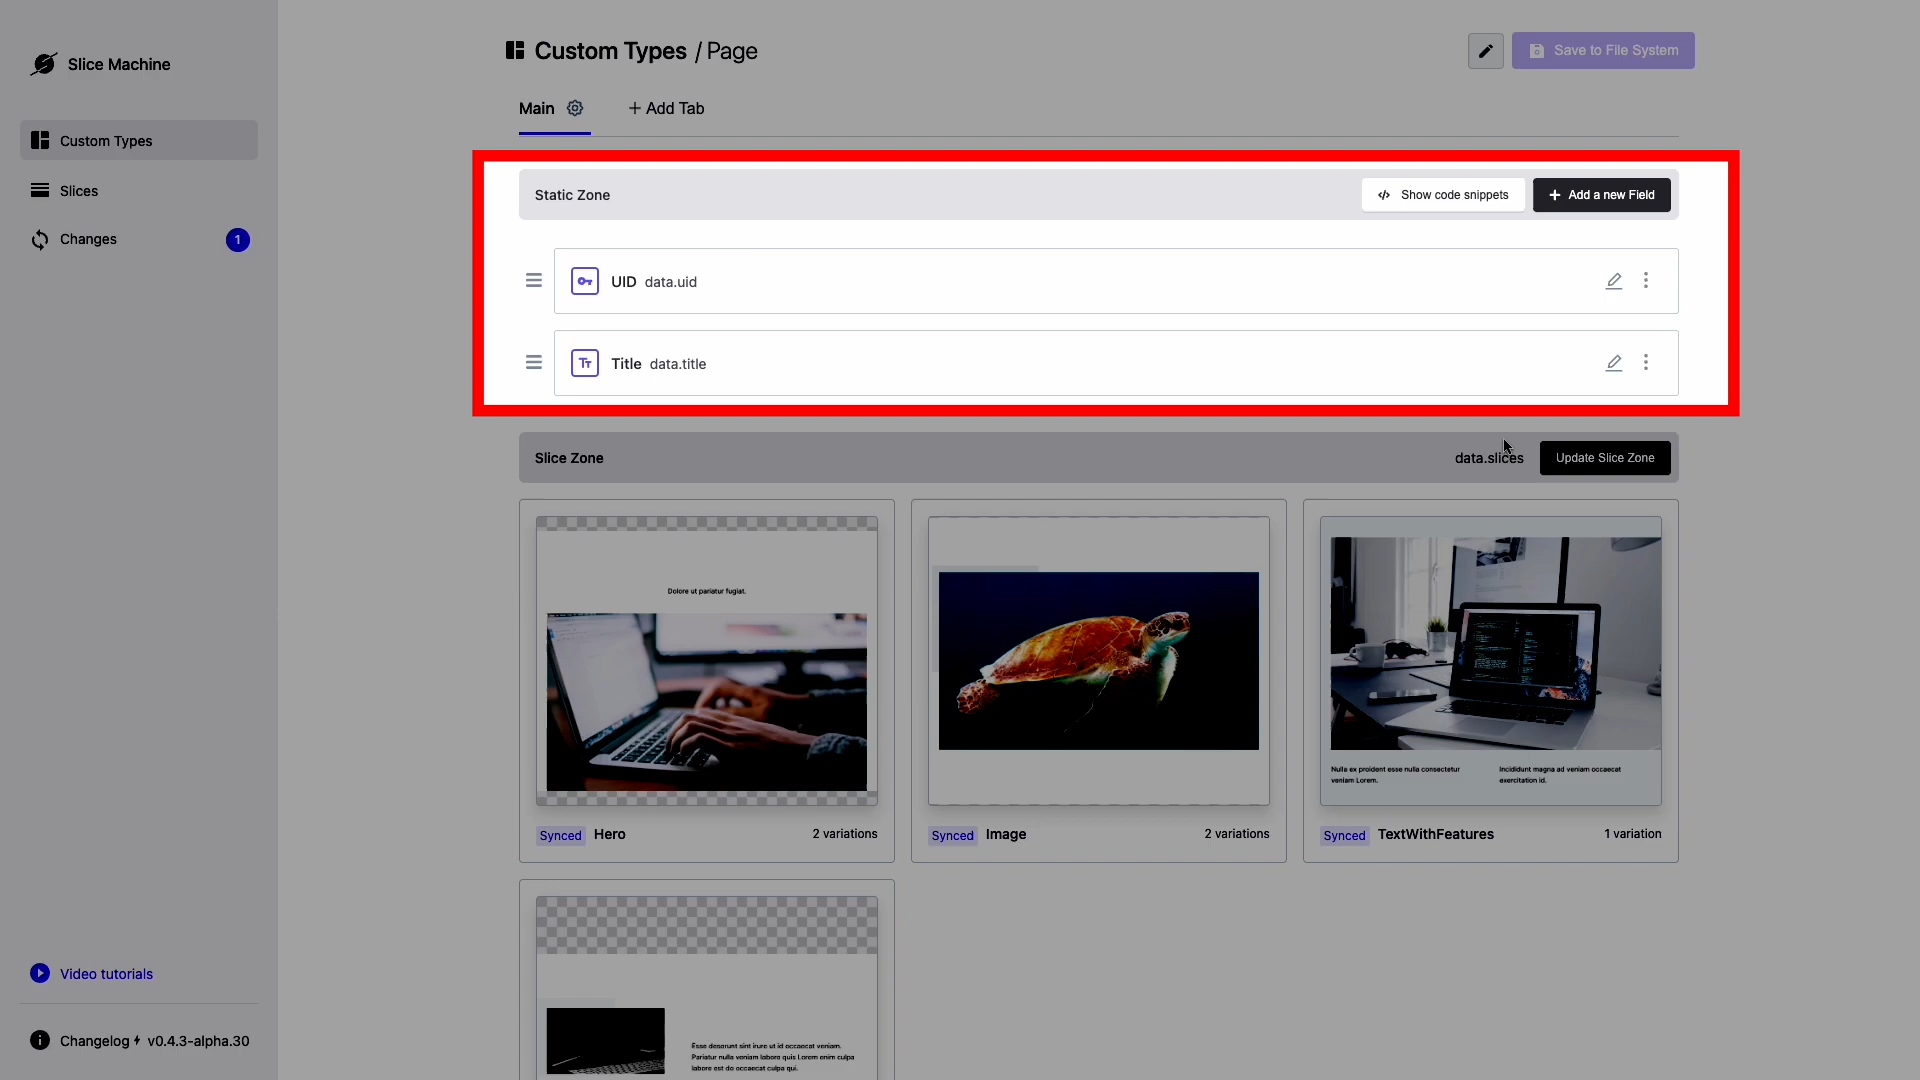 Slice Machine
Custom Types
Slices
Changes
1
Video tutorials
Changelog v0.4.3-alpha.30
Custom Types / Page
Save to File System
Main
+ Add Tab
Static Zone
</> Show code snippets
+ Add a new Field
UID data.uid
Tт Title data.title
Slice Zone
data.slices
Update Slice Zone
Dolore ut pariatur fugiat.
Nulla ex proident esse nulla consectetur
veniam Lorem.
Incididunt magna ad veniam occaecat
exercitation id.
Synced Hero
2 variations
Synced Image
2 variations
Synced TextWithFeatures
1 variation
Esse deserunt sint irure ut id occaecat veniam.
Pariatur nulla veniam labore quis Lorem enim culpa
labore est do occaecat culpa qui.